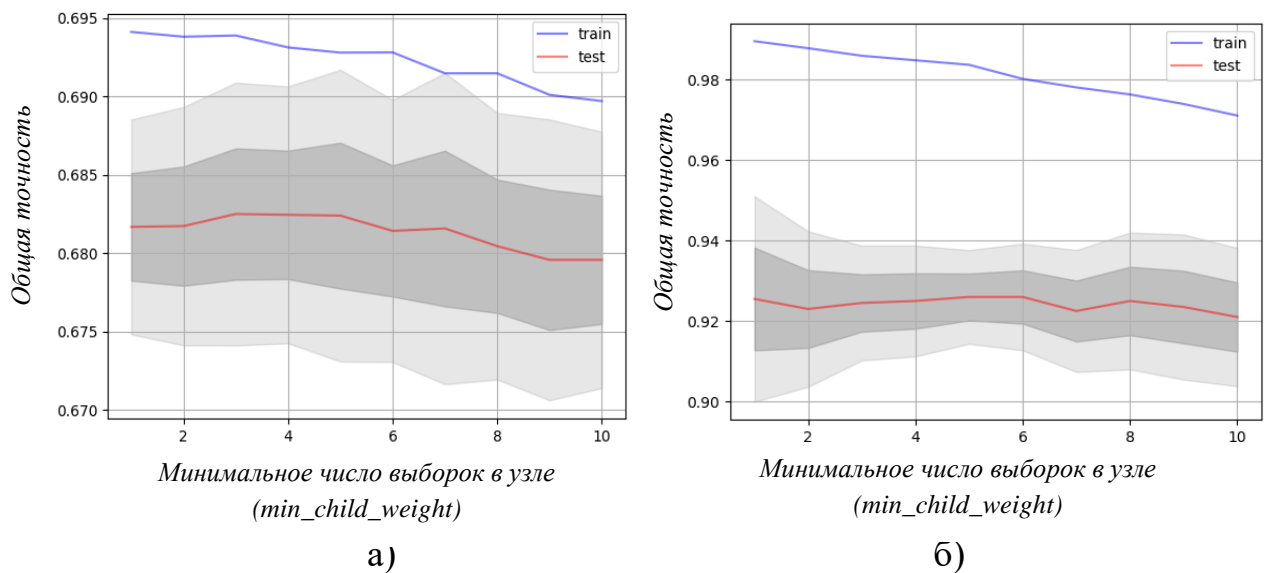 0.695
0.690
0.685
0.680
0.675
0.670
2
4
6
8
10
train
test
Общая точность
Минимальное число выборок в узле
(min_child_weight)
а)
0.98
0.96
0.94
0.92
0.90
2
4
6
8
10
train
test
Общая точность
Минимальное число выборок в узле
(min_child_weight)
б)